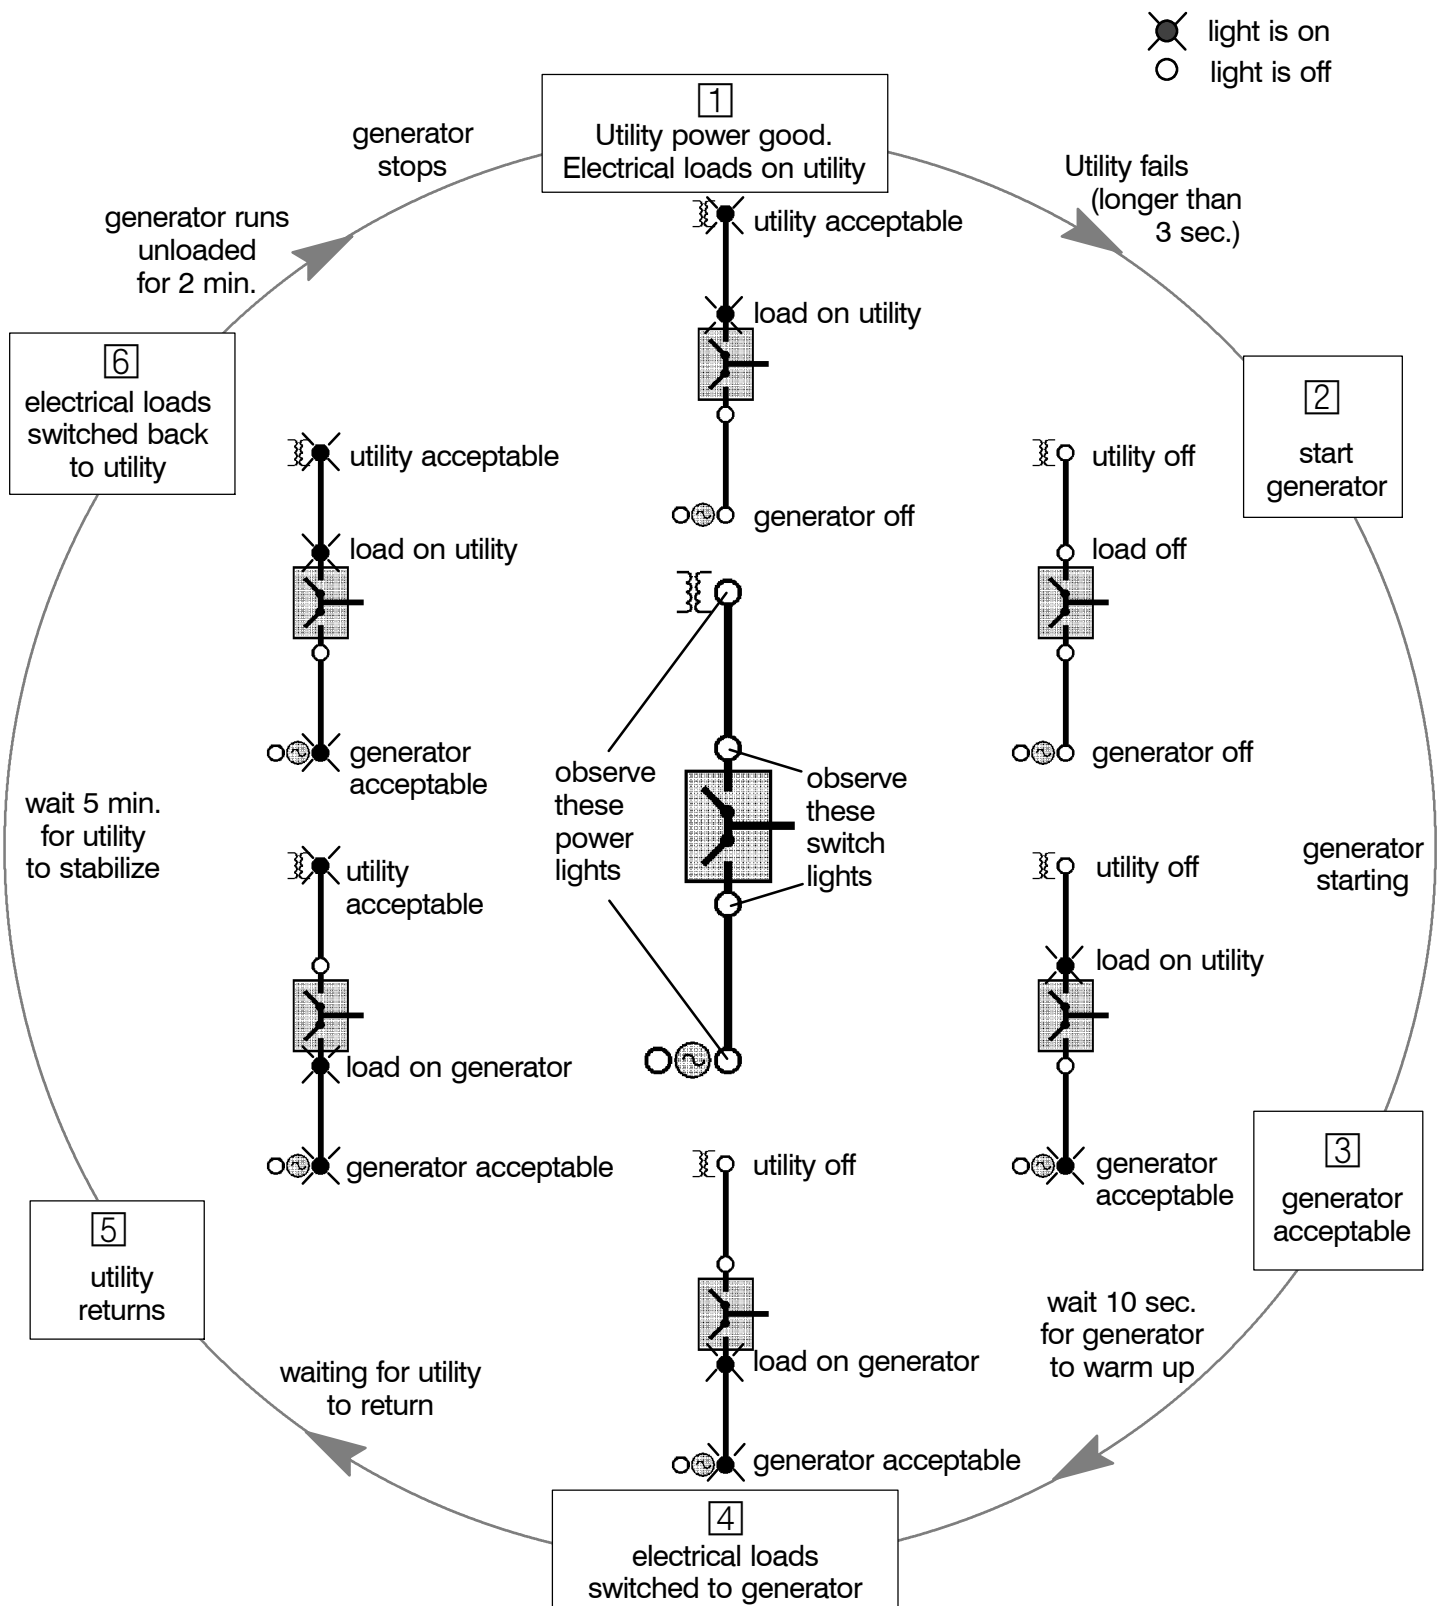 light is on
light is off
1
Utility power good.
Electrical loads on utility
generator
stops
Utility fails
(longer than
3 sec.)
generator runs
unloaded
for 2 min.
utility acceptable
load on utility
generator off
6
electrical loads
switched back
to utility
2
start
generator
utility acceptable
load on utility
generator
acceptable
utility off
load off
generator off
observe
these
power
lights
observe
these
switch
lights
wait 5 min.
for utility
to stabilize
generator
starting
utility
acceptable
load on generator
generator acceptable
utility off
load on utility
generator
acceptable
3
generator
acceptable
utility off
load on generator
generator acceptable
5
utility
returns
wait 10 sec.
for generator
to warm up
waiting for utility
to return
4
electrical loads
switched to generator